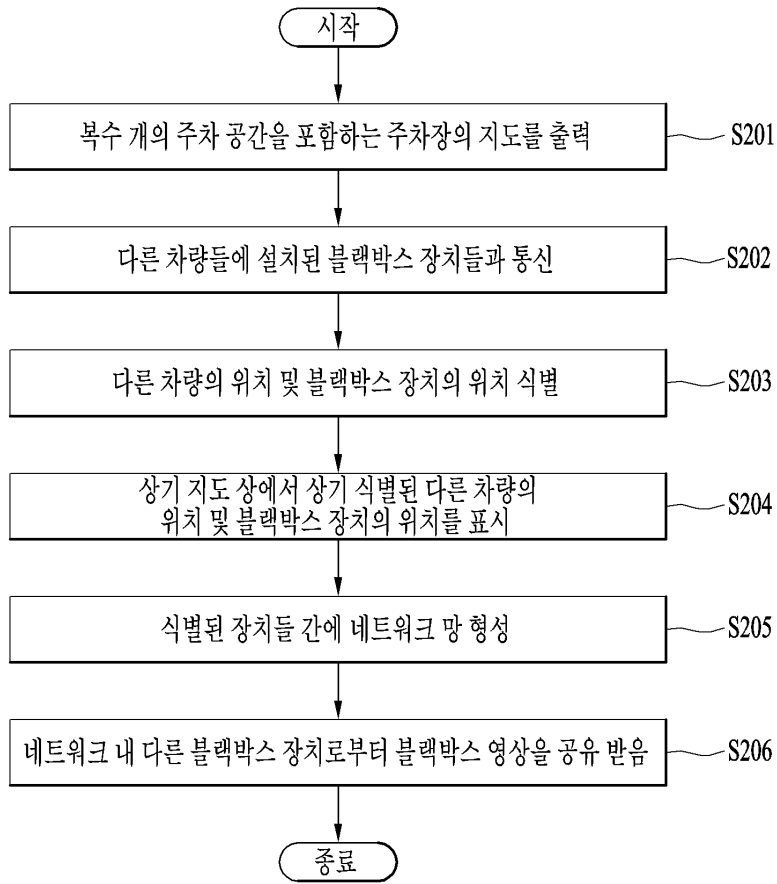 시작
복수 개의 주차 공간을 포함하는 주차장의 지도를 출력
S201
다른 차량들에 설치된 블랙박스 장치들과 통신
S202
다른 차량의 위치 및 블랙박스 장치의 위치 식별
S203
상기 지도 상에서 상기 식별된 다른 차량의
위치 및 블랙박스 장치의 위치를 표시
S204
식별된 장치들 간에 네트워크 망 형성
S205
네트워크 내 다른 블랙박스 장치로부터 블랙박스 영상을 공유 받음
S206
종료